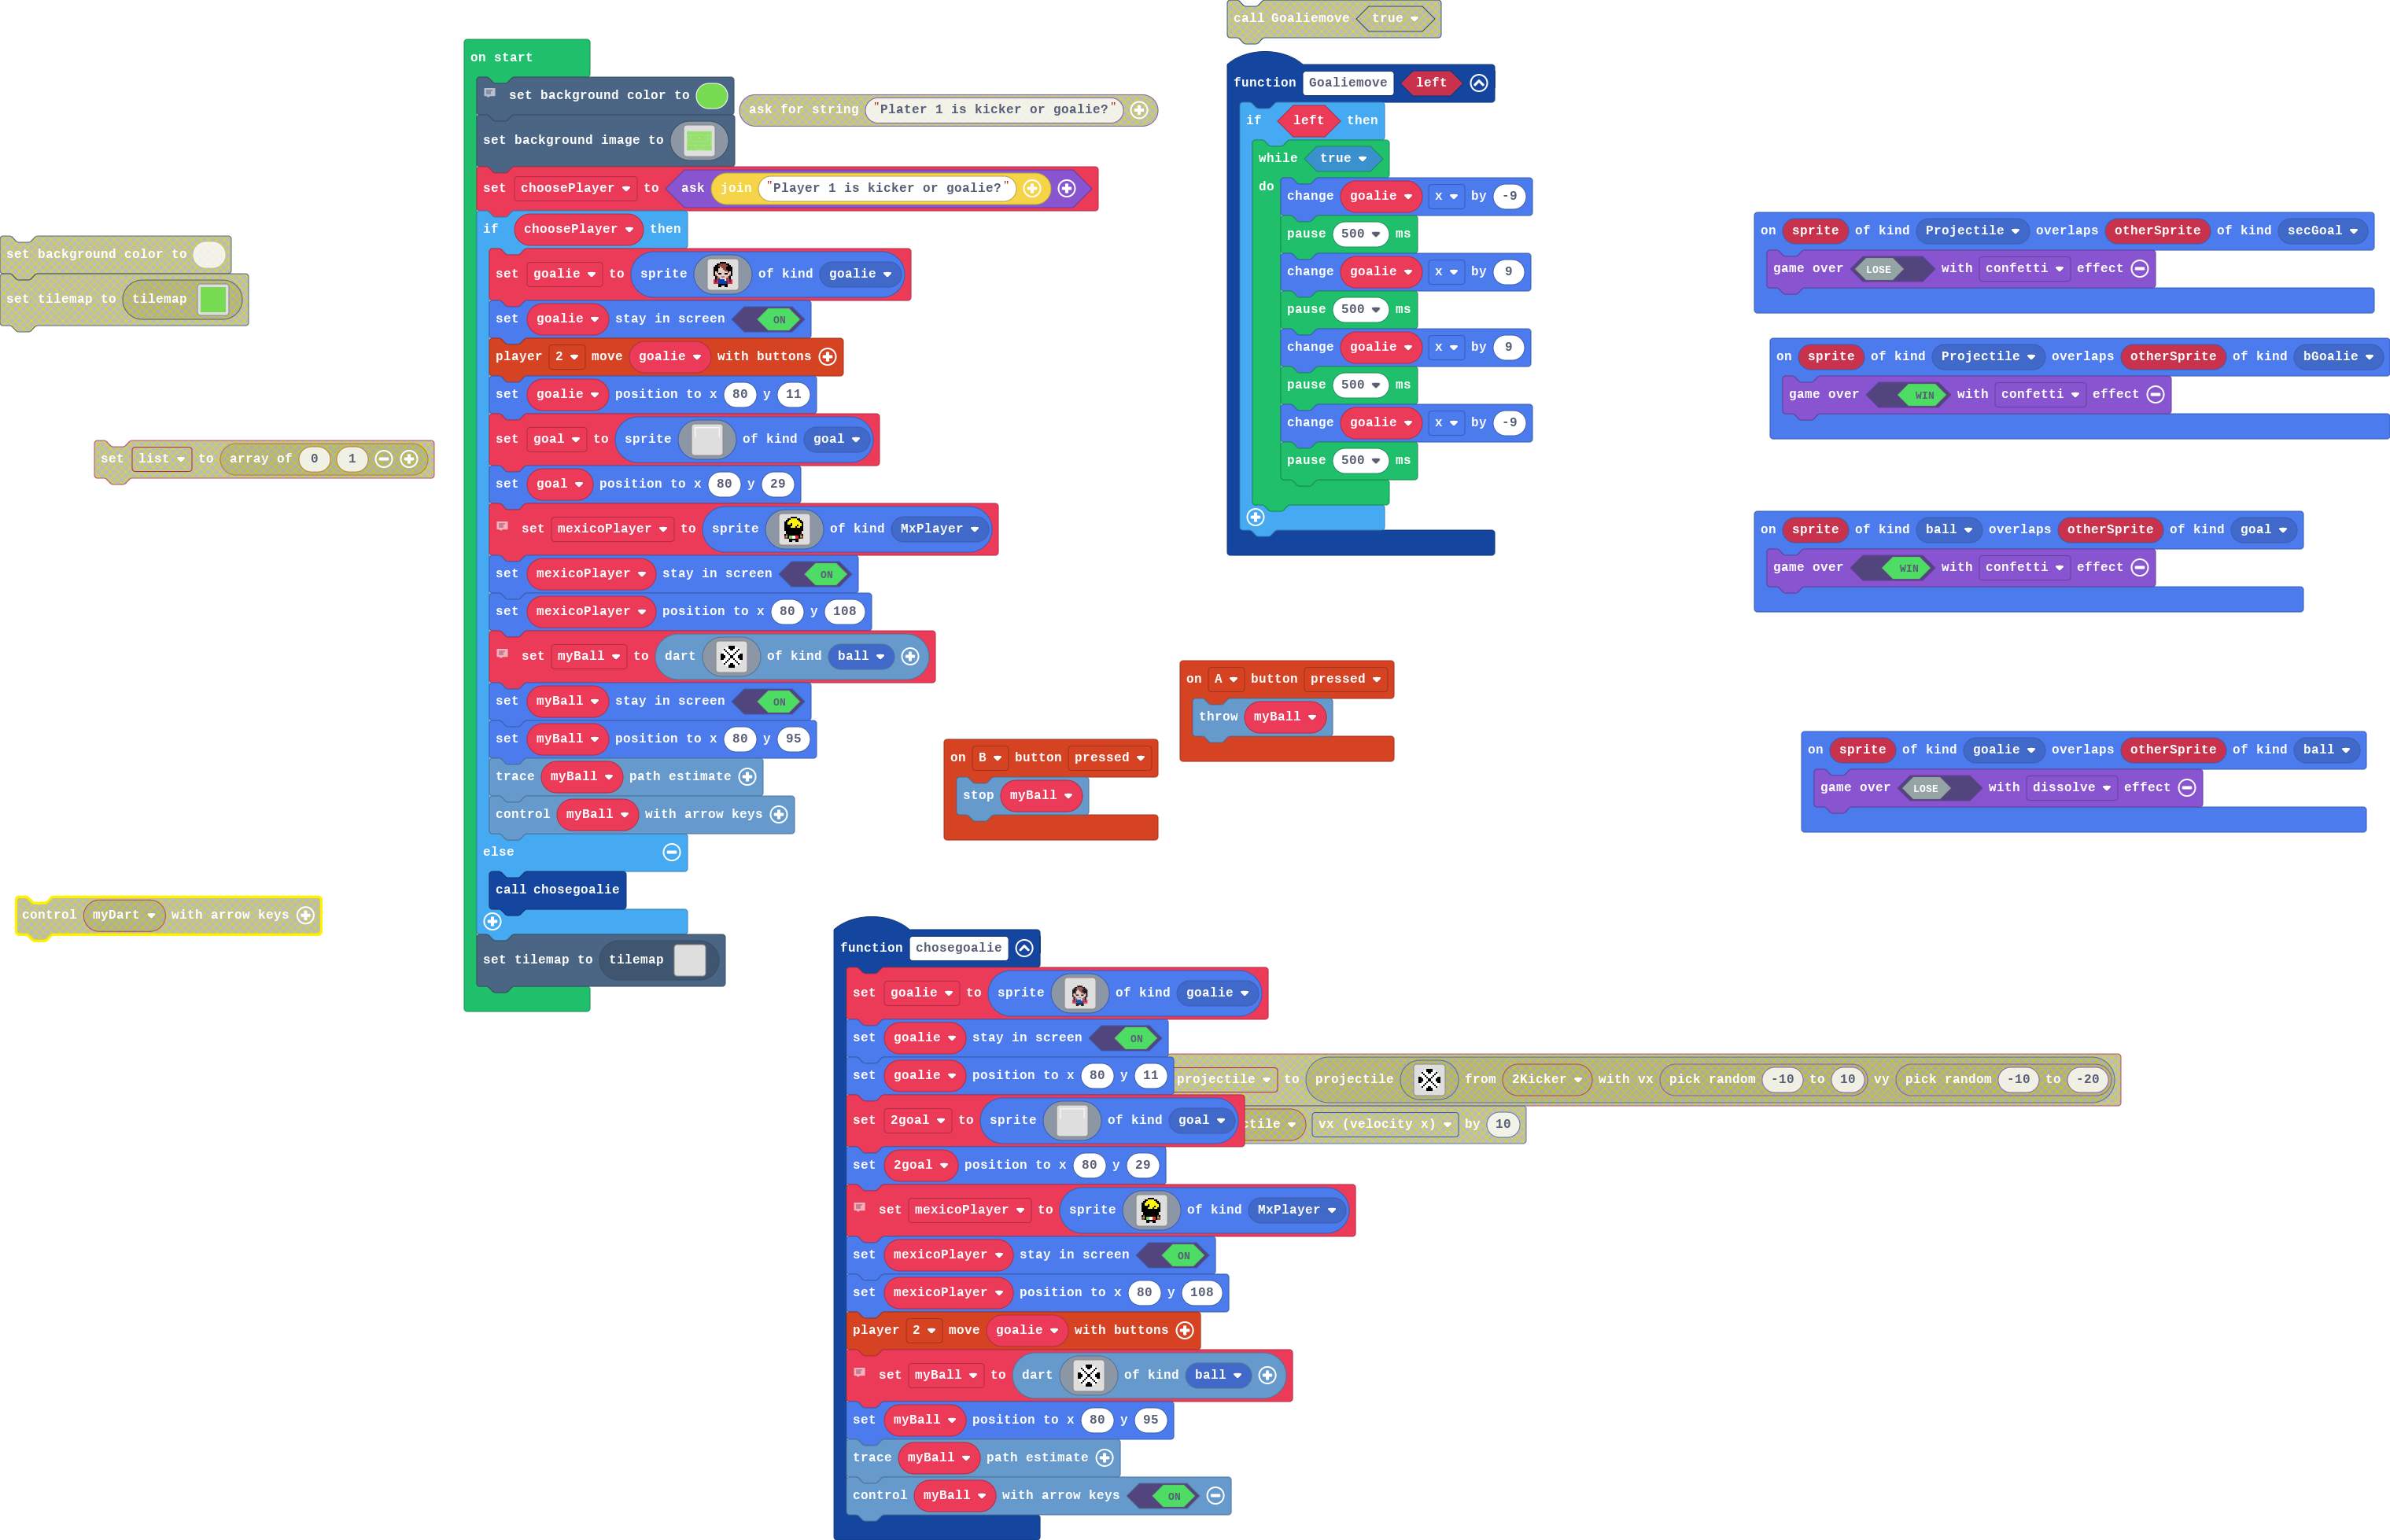 call Goaliemove true
on start
set background color to
ask for string "Plater 1 is kicker or goalie?"
set background image to
set choosePlayer to ask join "Player 1 is kicker or goalie?"
if choosePlayer then
set goalie to sprite of kind goalie
set goalie stay in screen ON
player 2 move goalie with buttons
set goalie position to x 80 y 11
set goal to sprite of kind goal
set goal position to x 80 y 29
set mexicoPlayer to sprite of kind MxPlayer
set mexicoPlayer stay in screen ON
set mexicoPlayer position to x 80 y 108
set myBall to dart of kind ball
set myBall stay in screen ON
set myBall position to x 80 y 95
trace myBall path estimate
control myBall with arrow keys
else
call chosegoalie
set tilemap to tilemap
set background color to
set tilemap to tilemap
set list to array of 0 1
control myDart with arrow keys
function Goaliemove left
if left then
while true
do change goalie x by -9
pause 500 ms
change goalie x by 9
pause 500 ms
change goalie x by 9
pause 500 ms
change goalie x by -9
pause 500 ms
on A button pressed
throw myBall
on B button pressed
stop myBall
on sprite of kind Projectile overlaps otherSprite of kind secGoal
game over LOSE with confetti effect
on sprite of kind Projectile overlaps otherSprite of kind bGoalie
game over WIN with confetti effect
on sprite of kind ball overlaps otherSprite of kind goal
game over WIN with confetti effect
on sprite of kind goalie overlaps otherSprite of kind ball
game over LOSE with dissolve effect
function chosegoalie
set goalie to sprite of kind goalie
set goalie stay in screen ON
set goalie position to x 80 y 11
set 2goal to sprite of kind goal
set 2goal position to x 80 y 29
set mexicoPlayer to sprite of kind MxPlayer
set mexicoPlayer stay in screen ON
set mexicoPlayer position to x 80 y 108
player 2 move goalie with buttons
set myBall to dart of kind ball
set myBall position to x 80 y 95
trace myBall path estimate
control myBall with arrow keys ON
projectile to projectile from 2Kicker with vx pick random -10 to 10 vy pick random -10 to -20
ctile vx (velocity x) by 10